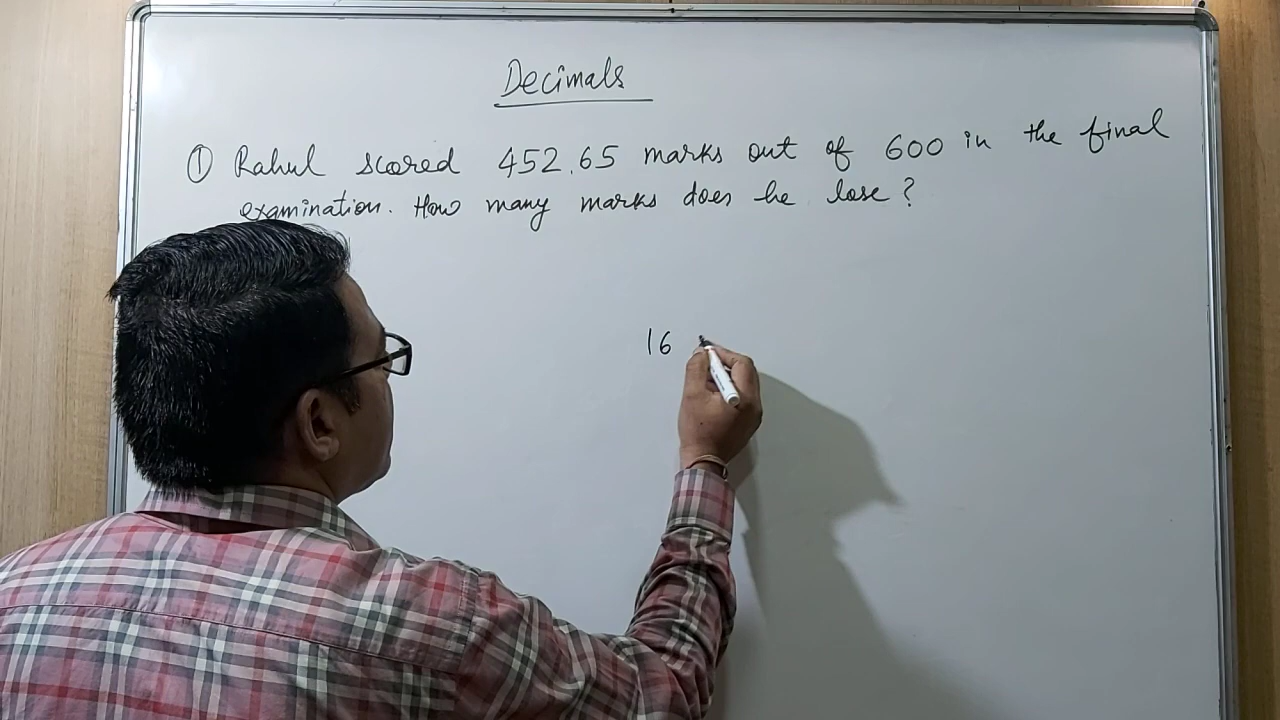 Decimals
① Rahul scored 452.65 marks out of 600 in the final
examination. How many marks does he lose?
16